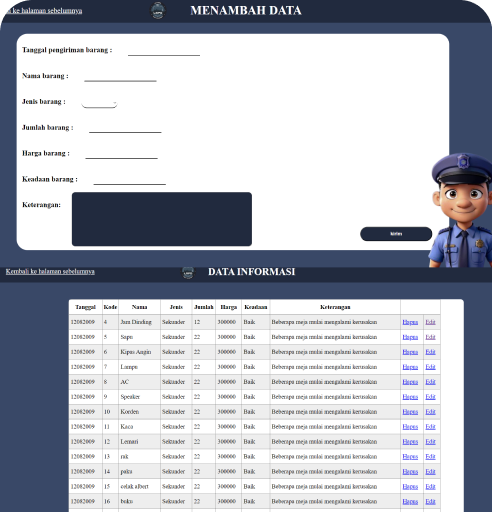 ke halaman sebelumnya
MENAMBAH DATA
Tanggal pengiriman barang :
Nama barang :
Jenis barang :
Jumlah barang :
Harga barang :
Keadaan barang :
Keterangan:
kirim
Kembali ke halaman sebelumnya
DATA INFORMASI
Tanggal Kode Nama Jenis Jumlah Harga Keadaan Keterangan
12082009 4 Jam Dinding Sekunder 12 300000 Baik Beberapa meja mulai mengalami kerusakan Hapus Edit
12082009 5 Sapu Sekunder 22 300000 Baik Beberapa meja mulai mengalami kerusakan Hapus Edit
12082009 6 Kipas Angin Sekunder 22 300000 Baik Beberapa meja mulai mengalami kerusakan Hapus Edit
12082009 7 Lampu Sekunder 22 300000 Baik Beberapa meja mulai mengalami kerusakan Hapus Edit
12082009 8 AC Sekunder 22 300000 Baik Beberapa meja mulai mengalami kerusakan Hapus Edit
12082009 9 Speaker Sekunder 22 300000 Baik Beberapa meja mulai mengalami kerusakan Hapus Edit
12082009 10 Korden Sekunder 22 300000 Baik Beberapa meja mulai mengalami kerusakan Hapus Edit
12082009 11 Kaca Sekunder 22 300000 Baik Beberapa meja mulai mengalami kerusakan Hapus Edit
12082009 12 Lemari Sekunder 22 300000 Baik Beberapa meja mulai mengalami kerusakan Hapus Edit
12082009 13 rak Sekunder 22 300000 Baik Beberapa meja mulai mengalami kerusakan Hapus Edit
12082009 14 paku Sekunder 22 300000 Baik Beberapa meja mulai mengalami kerusakan Hapus Edit
12082009 15 celak albert Sekunder 22 300000 Baik Beberapa meja mulai mengalami kerusakan Hapus Edit
12082009 16 buku Sekunder 22 300000 Baik Beberapa meja mulai mengalami kerusakan Hapus Edit